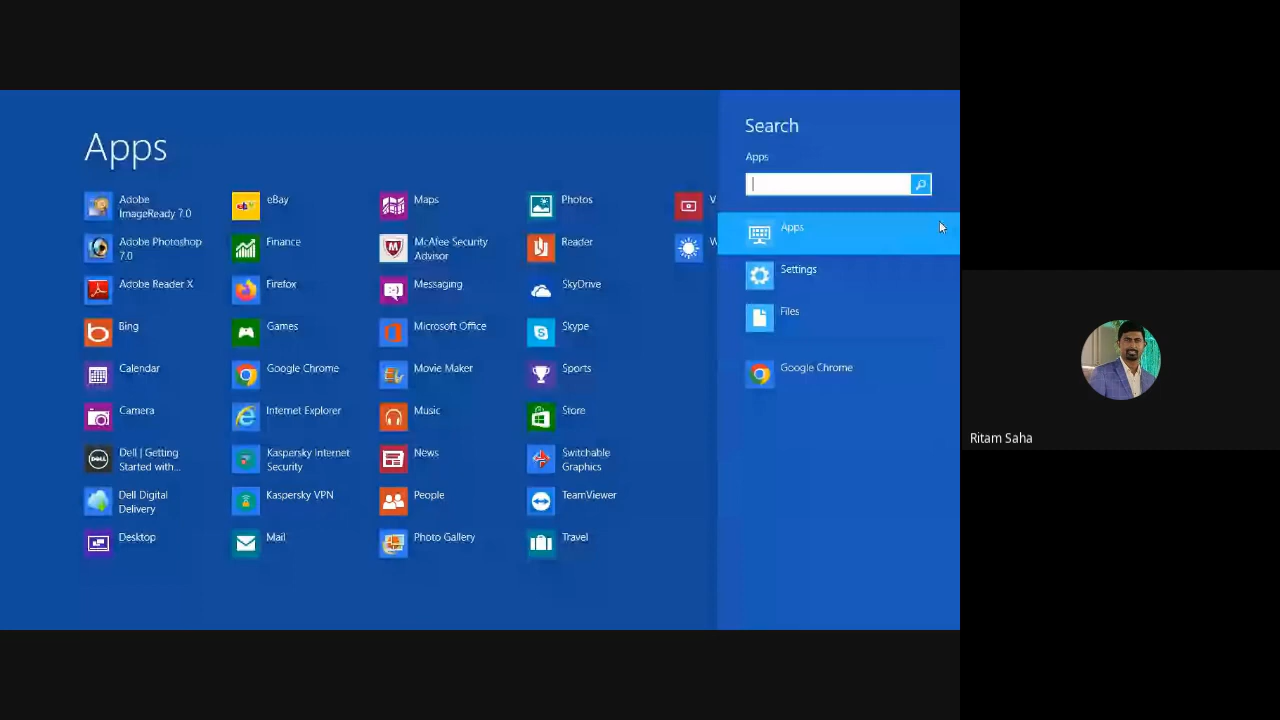 Apps
Adobe
ImageReady 7.0
Adobe Photoshop
7.0
Adobe Reader X
Bing
Calendar
Camera
Dell | Getting
Started with...
Dell Digital
Delivery
Desktop
eBay
Finance
Firefox
Games
Google Chrome
Internet Explorer
Kaspersky Internet
Security
Kaspersky VPN
Mail
Maps
McAfee Security
Advisor
Messaging
Microsoft Office
Movie Maker
Music
News
People
Photo Gallery
Photos
Reader
SkyDrive
Skype
Sports
Store
Switchable
Graphics
TeamViewer
Travel
V
W
Search
Apps
Apps
Settings
Files
Google Chrome
Ritam Saha